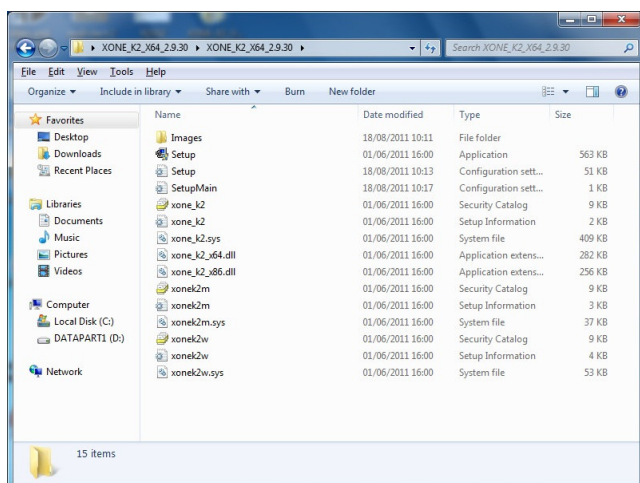 XONE_K2_X64_2.9.30 XONE_K2_X64_2.9.30 Search XONE_K2_X64_2.9.30
File Edit View Tools Help
Organize Include in library Share with Burn New folder
Name Date modified Type Size
Favorites
Desktop
Downloads
Recent Places
Libraries
Documents
Music
Pictures
Videos
Computer
Local Disk (C:)
DATAPART1 (D:)
Network
Images 18/08/2011 10:11 File folder
Setup 01/06/2011 16:00 Application 563 KB
Setup 18/08/2011 10:13 Configuration sett... 51 KB
SetupMain 18/08/2011 10:17 Configuration sett... 1 KB
xone_k2 01/06/2011 16:00 Security Catalog 9 KB
xone_k2 01/06/2011 16:00 Setup Information 2 KB
xone_k2.sys 01/06/2011 16:00 System file 409 KB
xone_k2_x64.dll 01/06/2011 16:00 Application extens... 282 KB
xone_k2_x86.dll 01/06/2011 16:00 Application extens... 256 KB
xonek2m 01/06/2011 16:00 Security Catalog 9 KB
xonek2m 01/06/2011 16:00 Setup Information 3 KB
xonek2m.sys 01/06/2011 16:00 System file 37 KB
xonek2w 01/06/2011 16:00 Security Catalog 9 KB
xonek2w 01/06/2011 16:00 Setup Information 4 KB
xonek2w.sys 01/06/2011 16:00 System file 53 KB
15 items